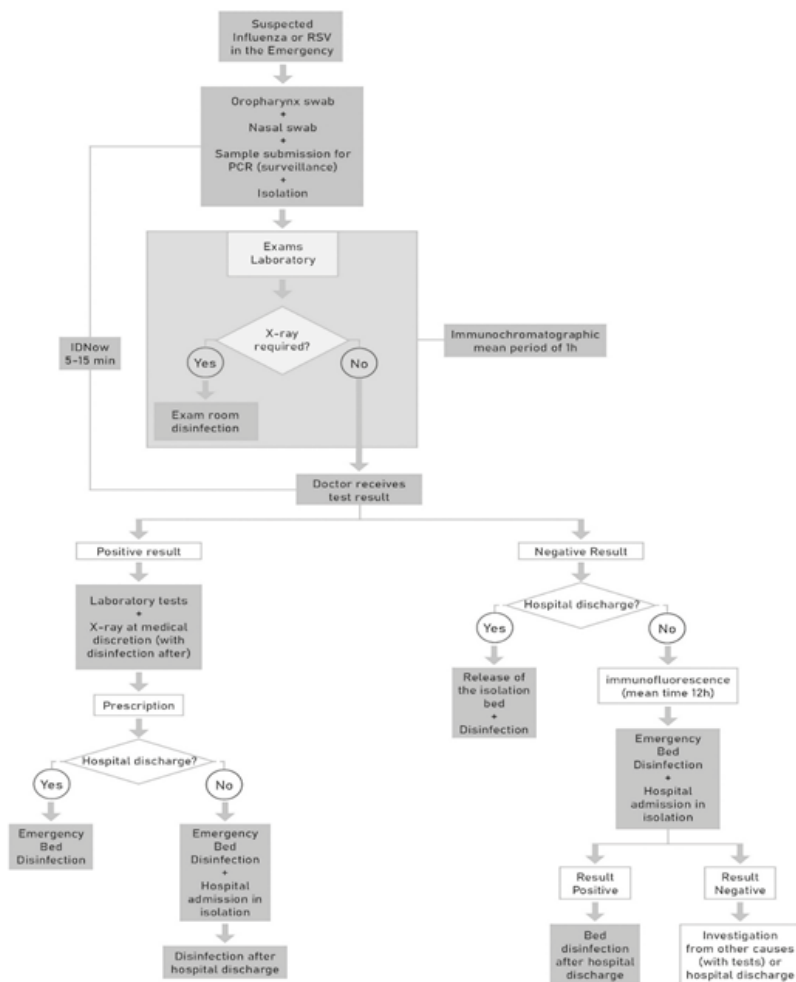 Suspected
Influenza or RSV
in the Emergency
Oropharynx swab
+
Nasal swab
+
Sample submission for
PCR (surveillance)
+
Isolation
Exams
Laboratory
X-ray
required?
IDNow
5-15 min
Immunochromatographic
mean period of 1h
Yes
No
Exam room
disinfection
Doctor receives
test result
Positive result
Negative Result
Laboratory tests
+
X-ray at medical
discretion (with
disinfection after)
Prescription
Hospital discharge?
Yes
No
Emergency
Bed
Disinfection
Emergency
Bed
Disinfection
+
Hospital
admission in
isolation
Disinfection after
hospital discharge
Hospital discharge?
Yes
No
Release of
the isolation
bed
+
Disinfection
immunofluorescence
(mean time 12h)
Emergency
Bed
Disinfection
+
Hospital
admission in
isolation
Result
Positive
Result
Negative
Bed
disinfection
after hospital
discharge
Investigation
from other causes
(with tests) or
hospital discharge